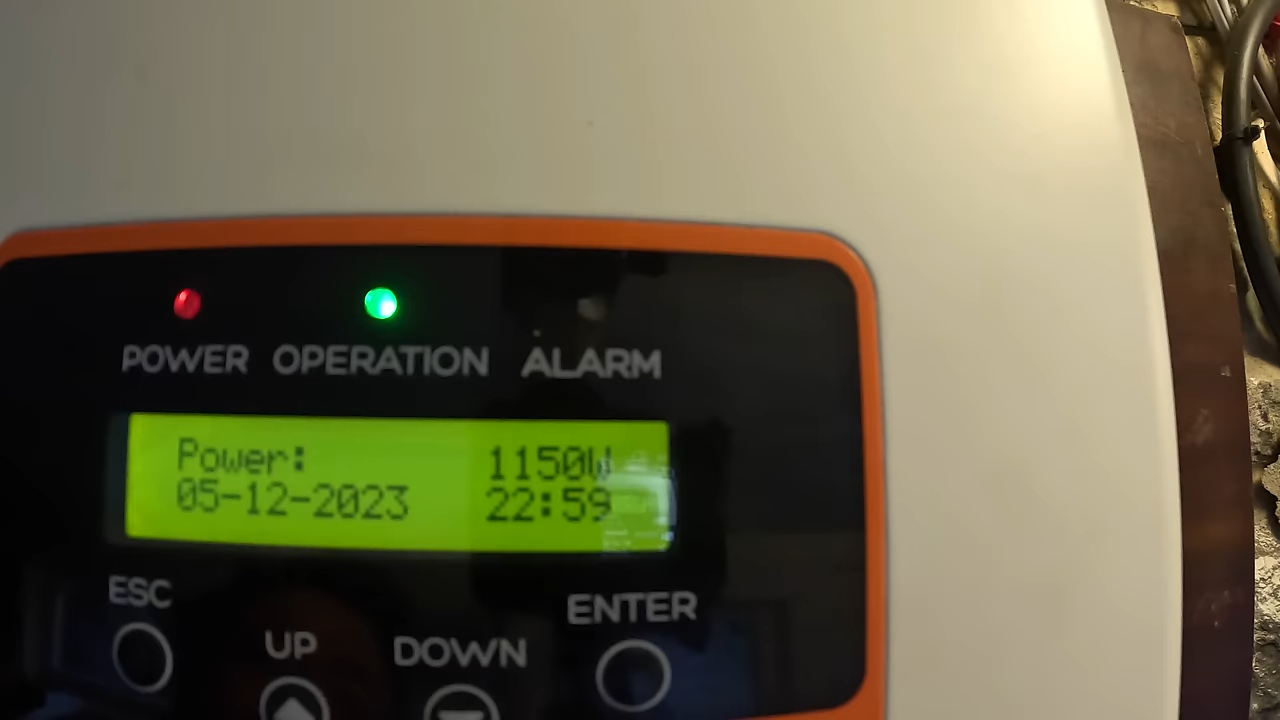 POWER OPERATION ALARM
Power: 1150W
05-12-2023 22:59
ESC
ENTER
UP
DOWN